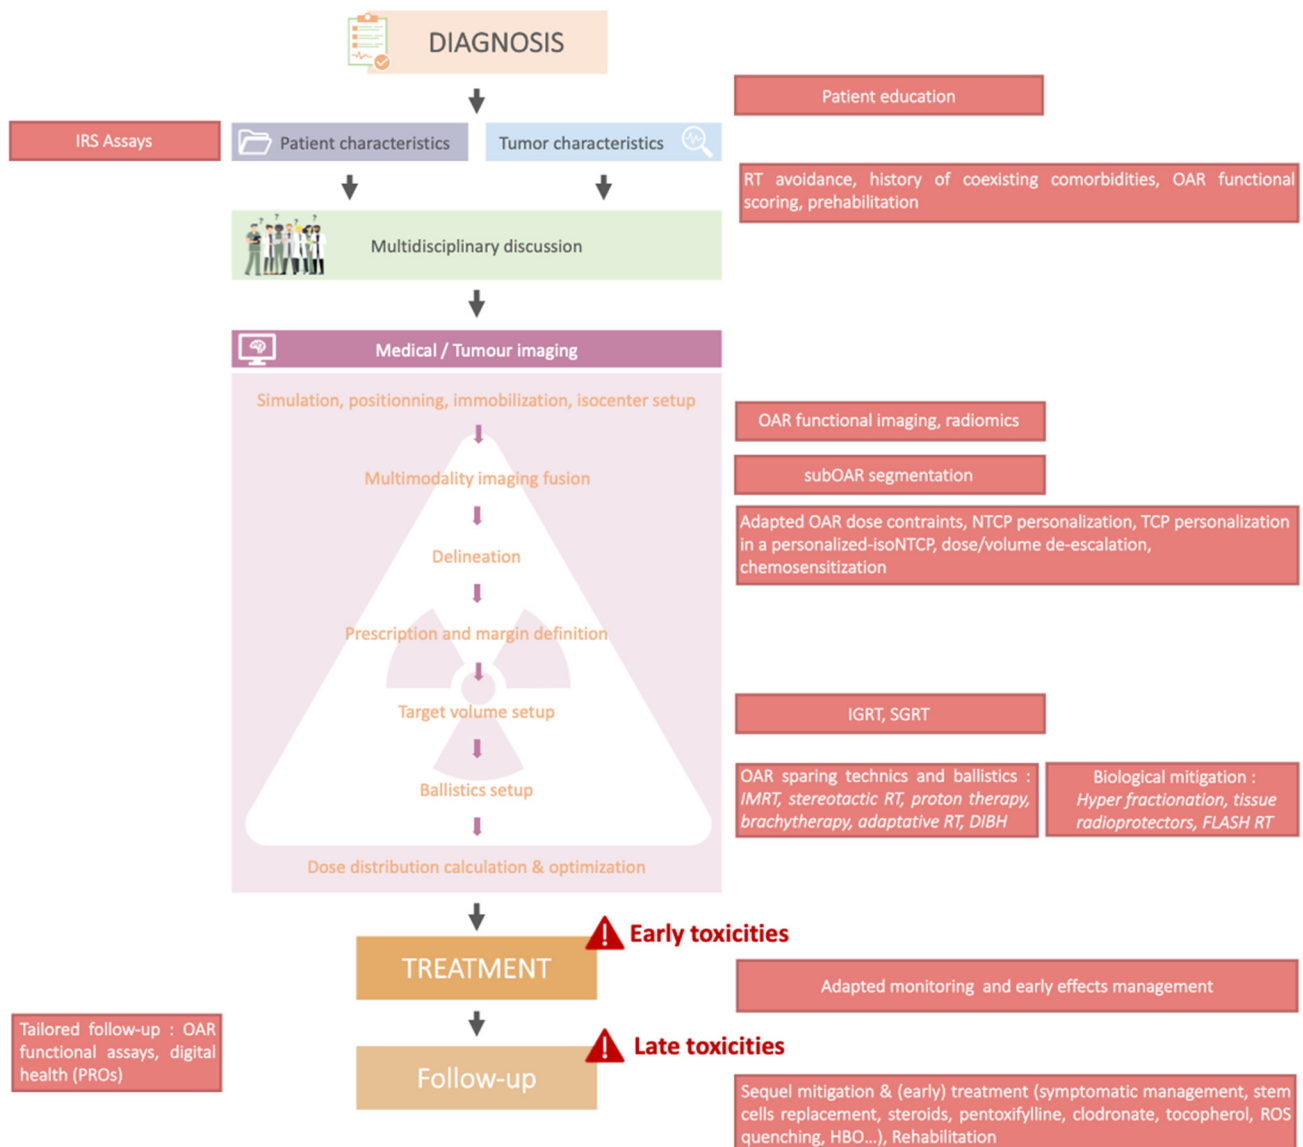 DIAGNOSIS
Patient education
IRS Assays
Patient characteristics
Tumor characteristics
RT avoidance, history of coexisting comorbidities, OAR functional
scoring, prehabilitation
Multidisciplinary discussion
Medical / Tumour imaging
Simulation, positionning, immobilization, isocenter setup
OAR functional imaging, radiomics
Multimodality imaging fusion
subOAR segmentation
Adapted OAR dose contraints, NTCP personalization, TCP personalization
in a personalized-isoNTCP, dose/volume de-escalation,
chemosensitization
Delineation
Prescription and margin definition
Target volume setup
IGRT, SGRT
Ballistics setup
OAR sparing technics and ballistics :
IMRT, stereotactic RT, proton therapy,
brachytherapy, adaptative RT, DIBH
Biological mitigation :
Hyper fractionation, tissue
radioprotectors, FLASH RT
Dose distribution calculation & optimization
Early toxicities
TREATMENT
Adapted monitoring and early effects management
Tailored follow-up : OAR
functional assays, digital
health (PROs)
Late toxicities
Follow-up
Sequel mitigation & (early) treatment (symptomatic management, stem
cells replacement, steroids, pentoxifylline, clodronate, tocopherol, ROS
quenching, HBO...), Rehabilitation